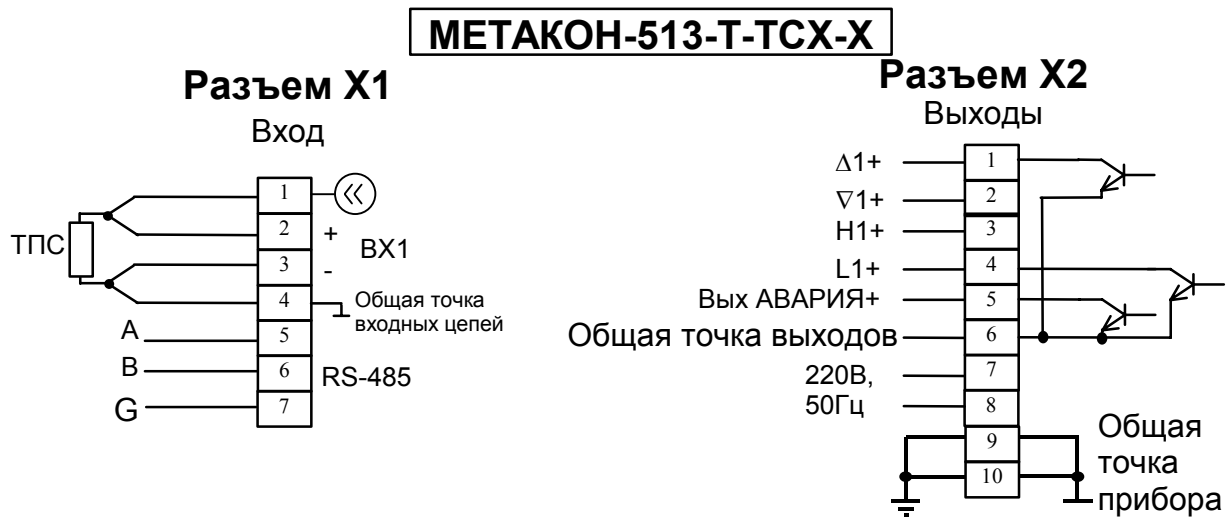 МЕТАКОН-513-Т-ТСХ-Х
Разъем X1
Вход
1
2
3
4
5
6
7
+
ВХ1
-
Общая точка
входных цепей
RS-485
ТПС
A
B
G
Разъем X2
Выходы
∆1+
∇1+
H1+
L1+
Вых АВАРИЯ+
Общая точка выходов
220В,
50Гц
1
2
3
4
5
6
7
8
9
10
Общая
точка
прибора